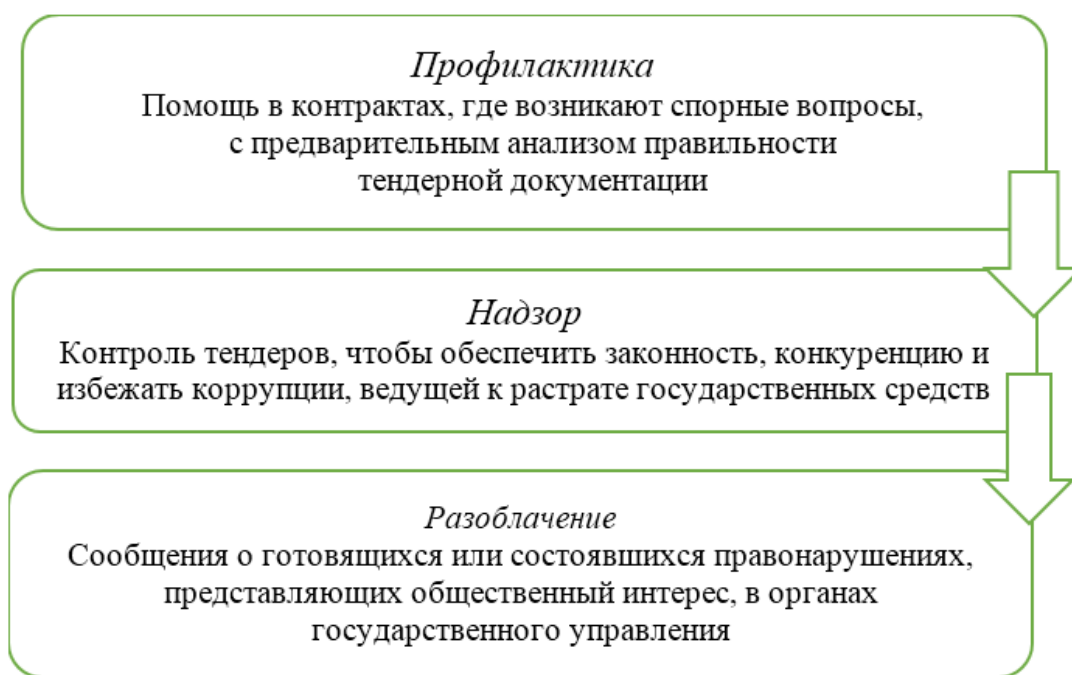 Профилактика
Помощь в контрактах, где возникают спорные вопросы,
с предварительным анализом правильности
тендерной документации
Надзор
Контроль тендеров, чтобы обеспечить законность, конкуренцию и
избежать коррупции, ведущей к растрате государственных средств
Разоблачение
Сообщения о готовящихся или состоявшихся правонарушениях,
представляющих общественный интерес, в органах
государственного управления